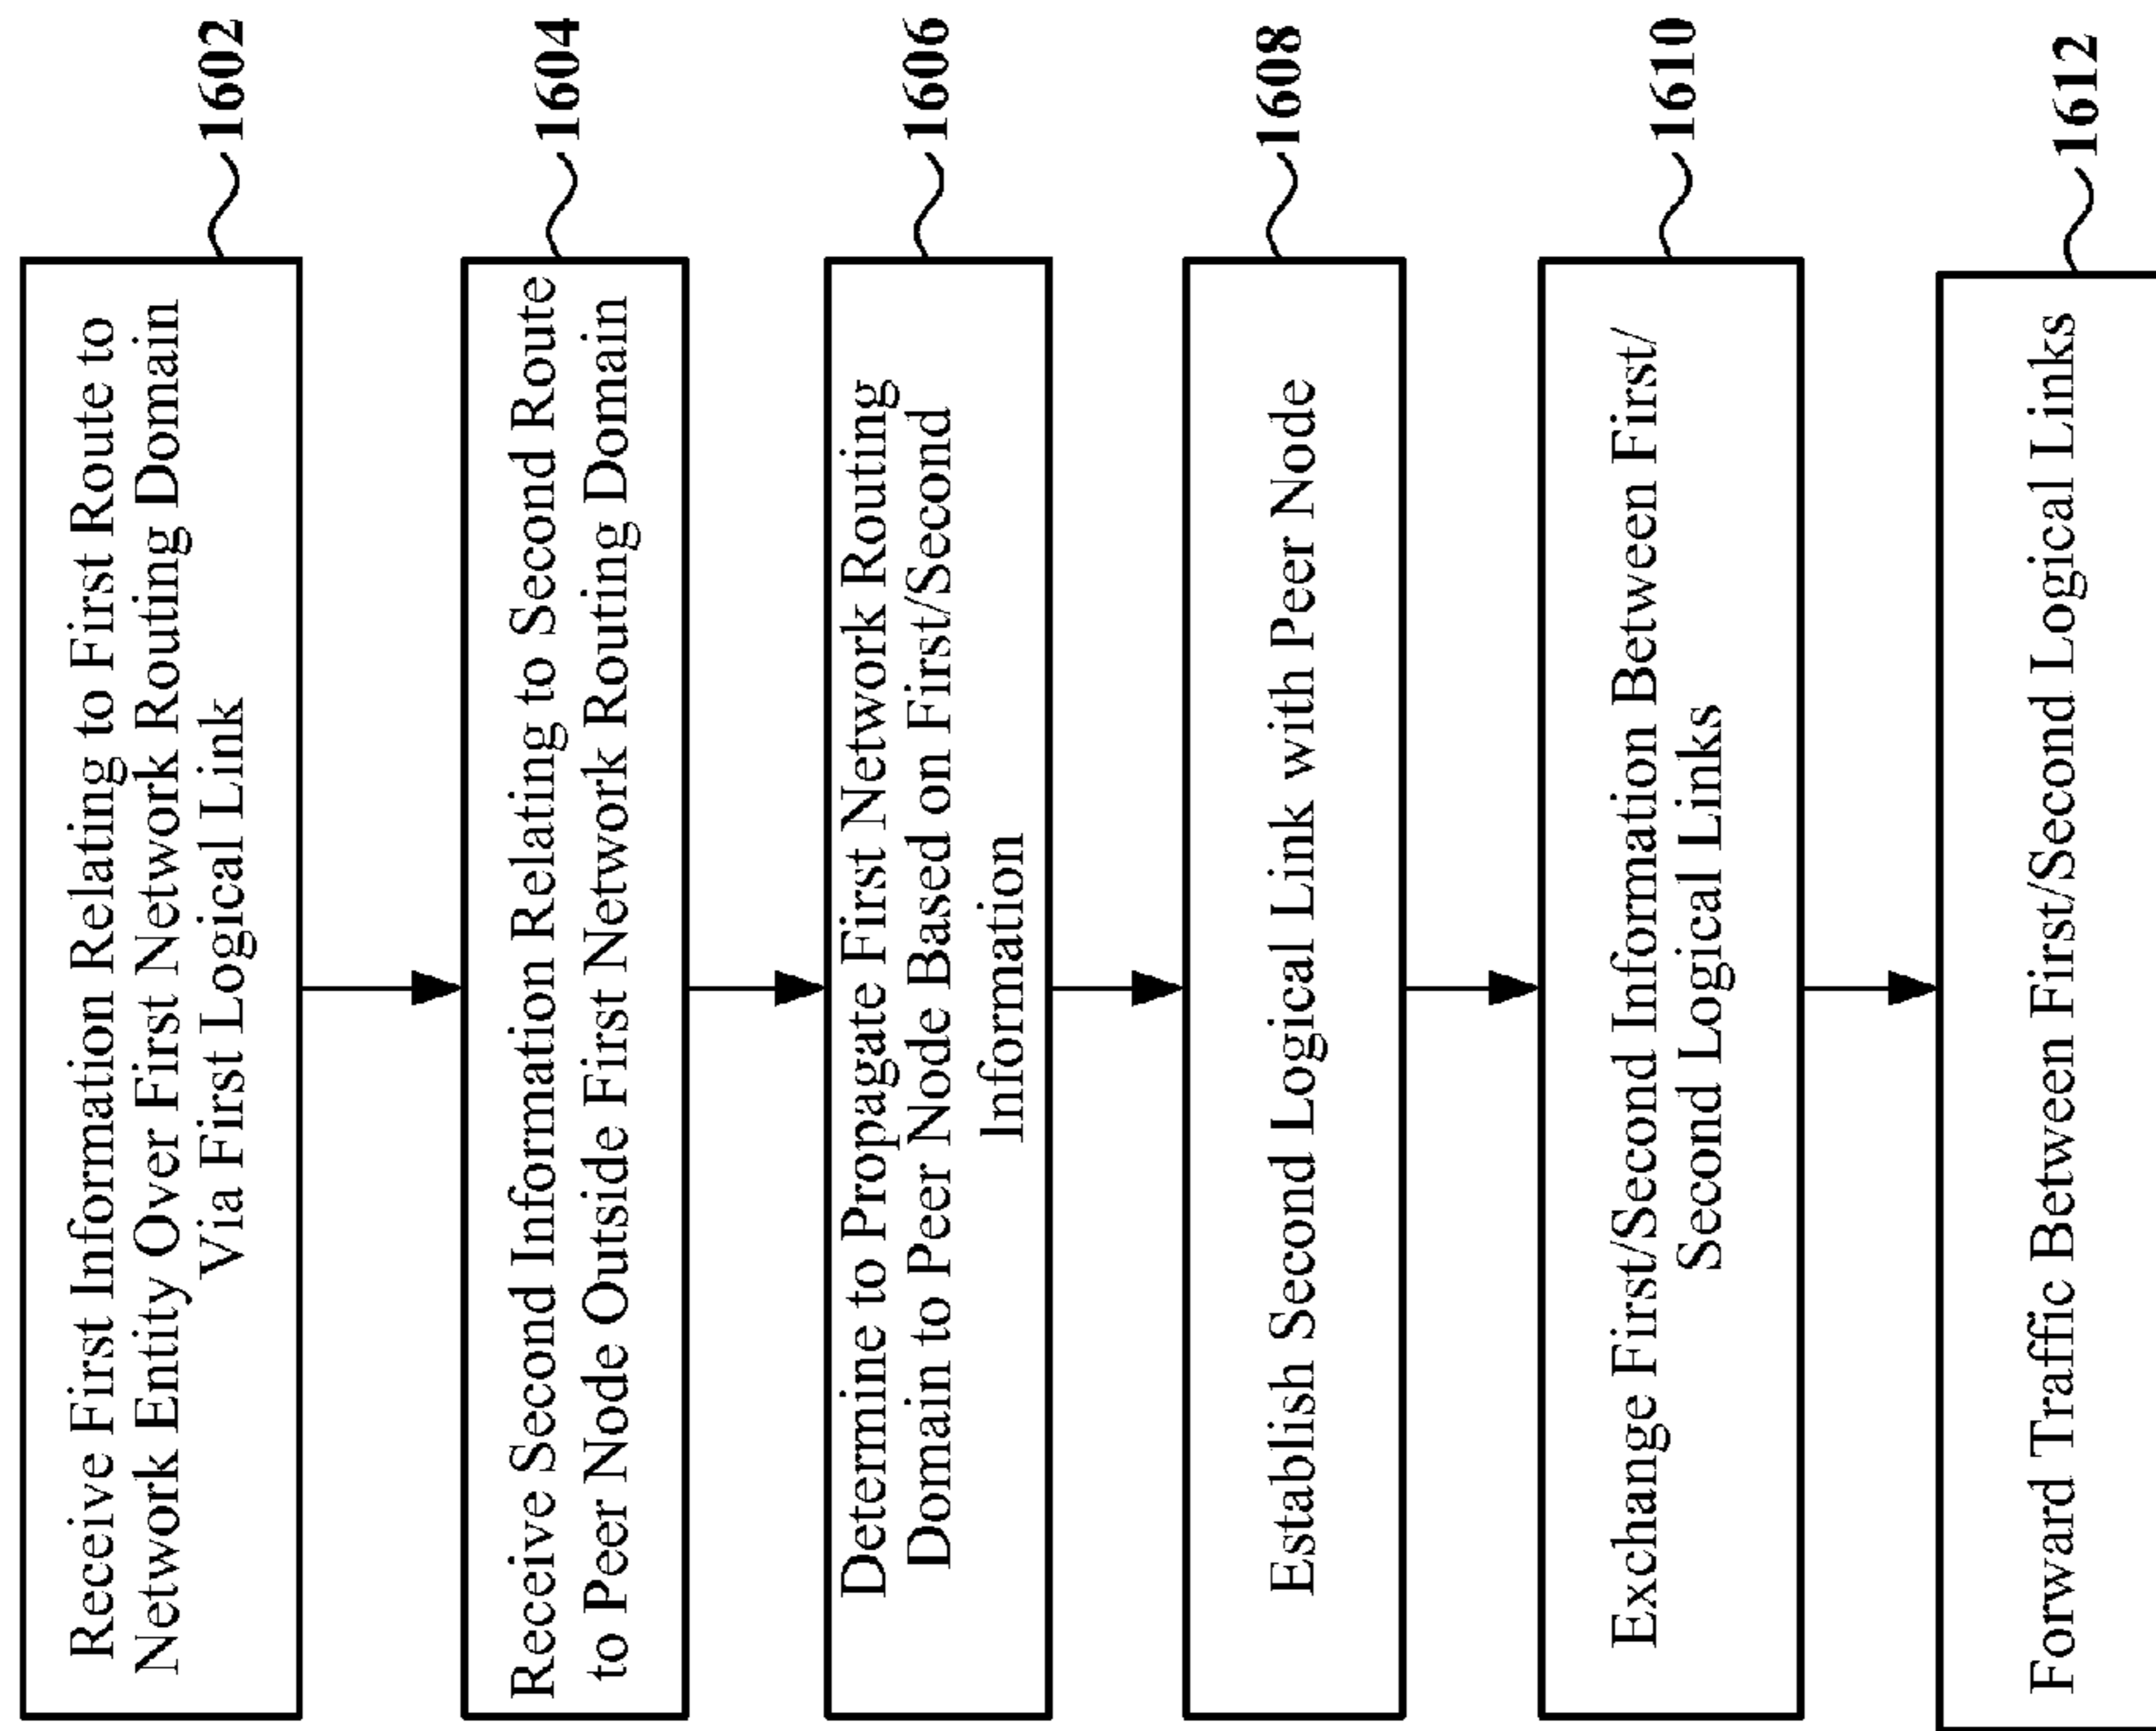 Receive First Information Relating to First Route to
Network Entity Over First Network Routing Domain
Via First Logical Link
1602
Receive Second Information Relating to Second Route
to Peer Node Outside First Network Routing Domain
1604
Determine to Propagate First Network Routing
Domain to Peer Node Based on First/Second
Information
1606
Establish Second Logical Link with Peer Node
1608
Exchange First/Second Information Between First/
Second Logical Links
1610
Forward Traffic Between First/Second Logical Links
1612